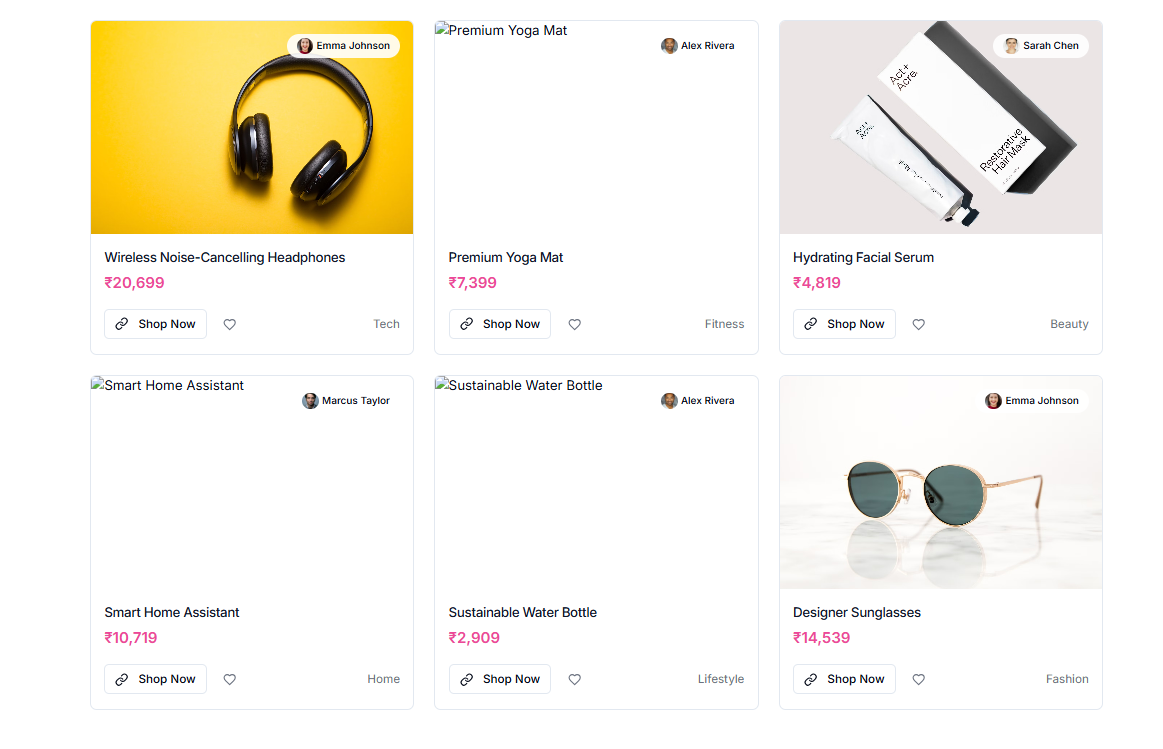 Emma Johnson
Premium Yoga Mat
Alex Rivera
Sarah Chen
Act+
Acre.
Act+
Acre.
Restorative
Hair Mask
Wireless Noise-Cancelling Headphones
₹20,699
Shop Now
Tech
Premium Yoga Mat
₹7,399
Shop Now
Fitness
Hydrating Facial Serum
₹4,819
Shop Now
Beauty
Smart Home Assistant
Marcus Taylor
Sustainable Water Bottle
Alex Rivera
Emma Johnson
Smart Home Assistant
₹10,719
Shop Now
Home
Sustainable Water Bottle
₹2,909
Shop Now
Lifestyle
Designer Sunglasses
₹14,539
Shop Now
Fashion